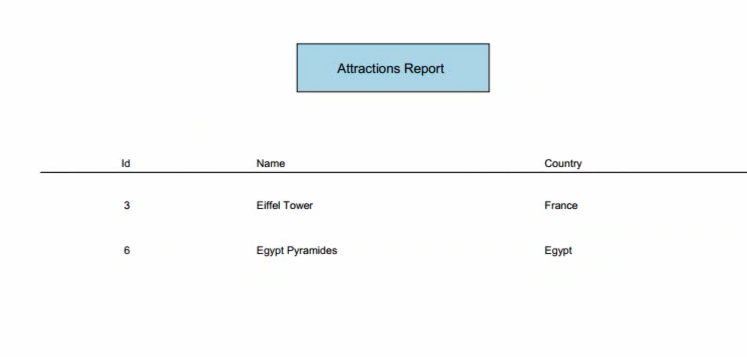 Attractions Report
Id Name Country
3 Eiffel Tower France
6 Egypt Pyramides Egypt